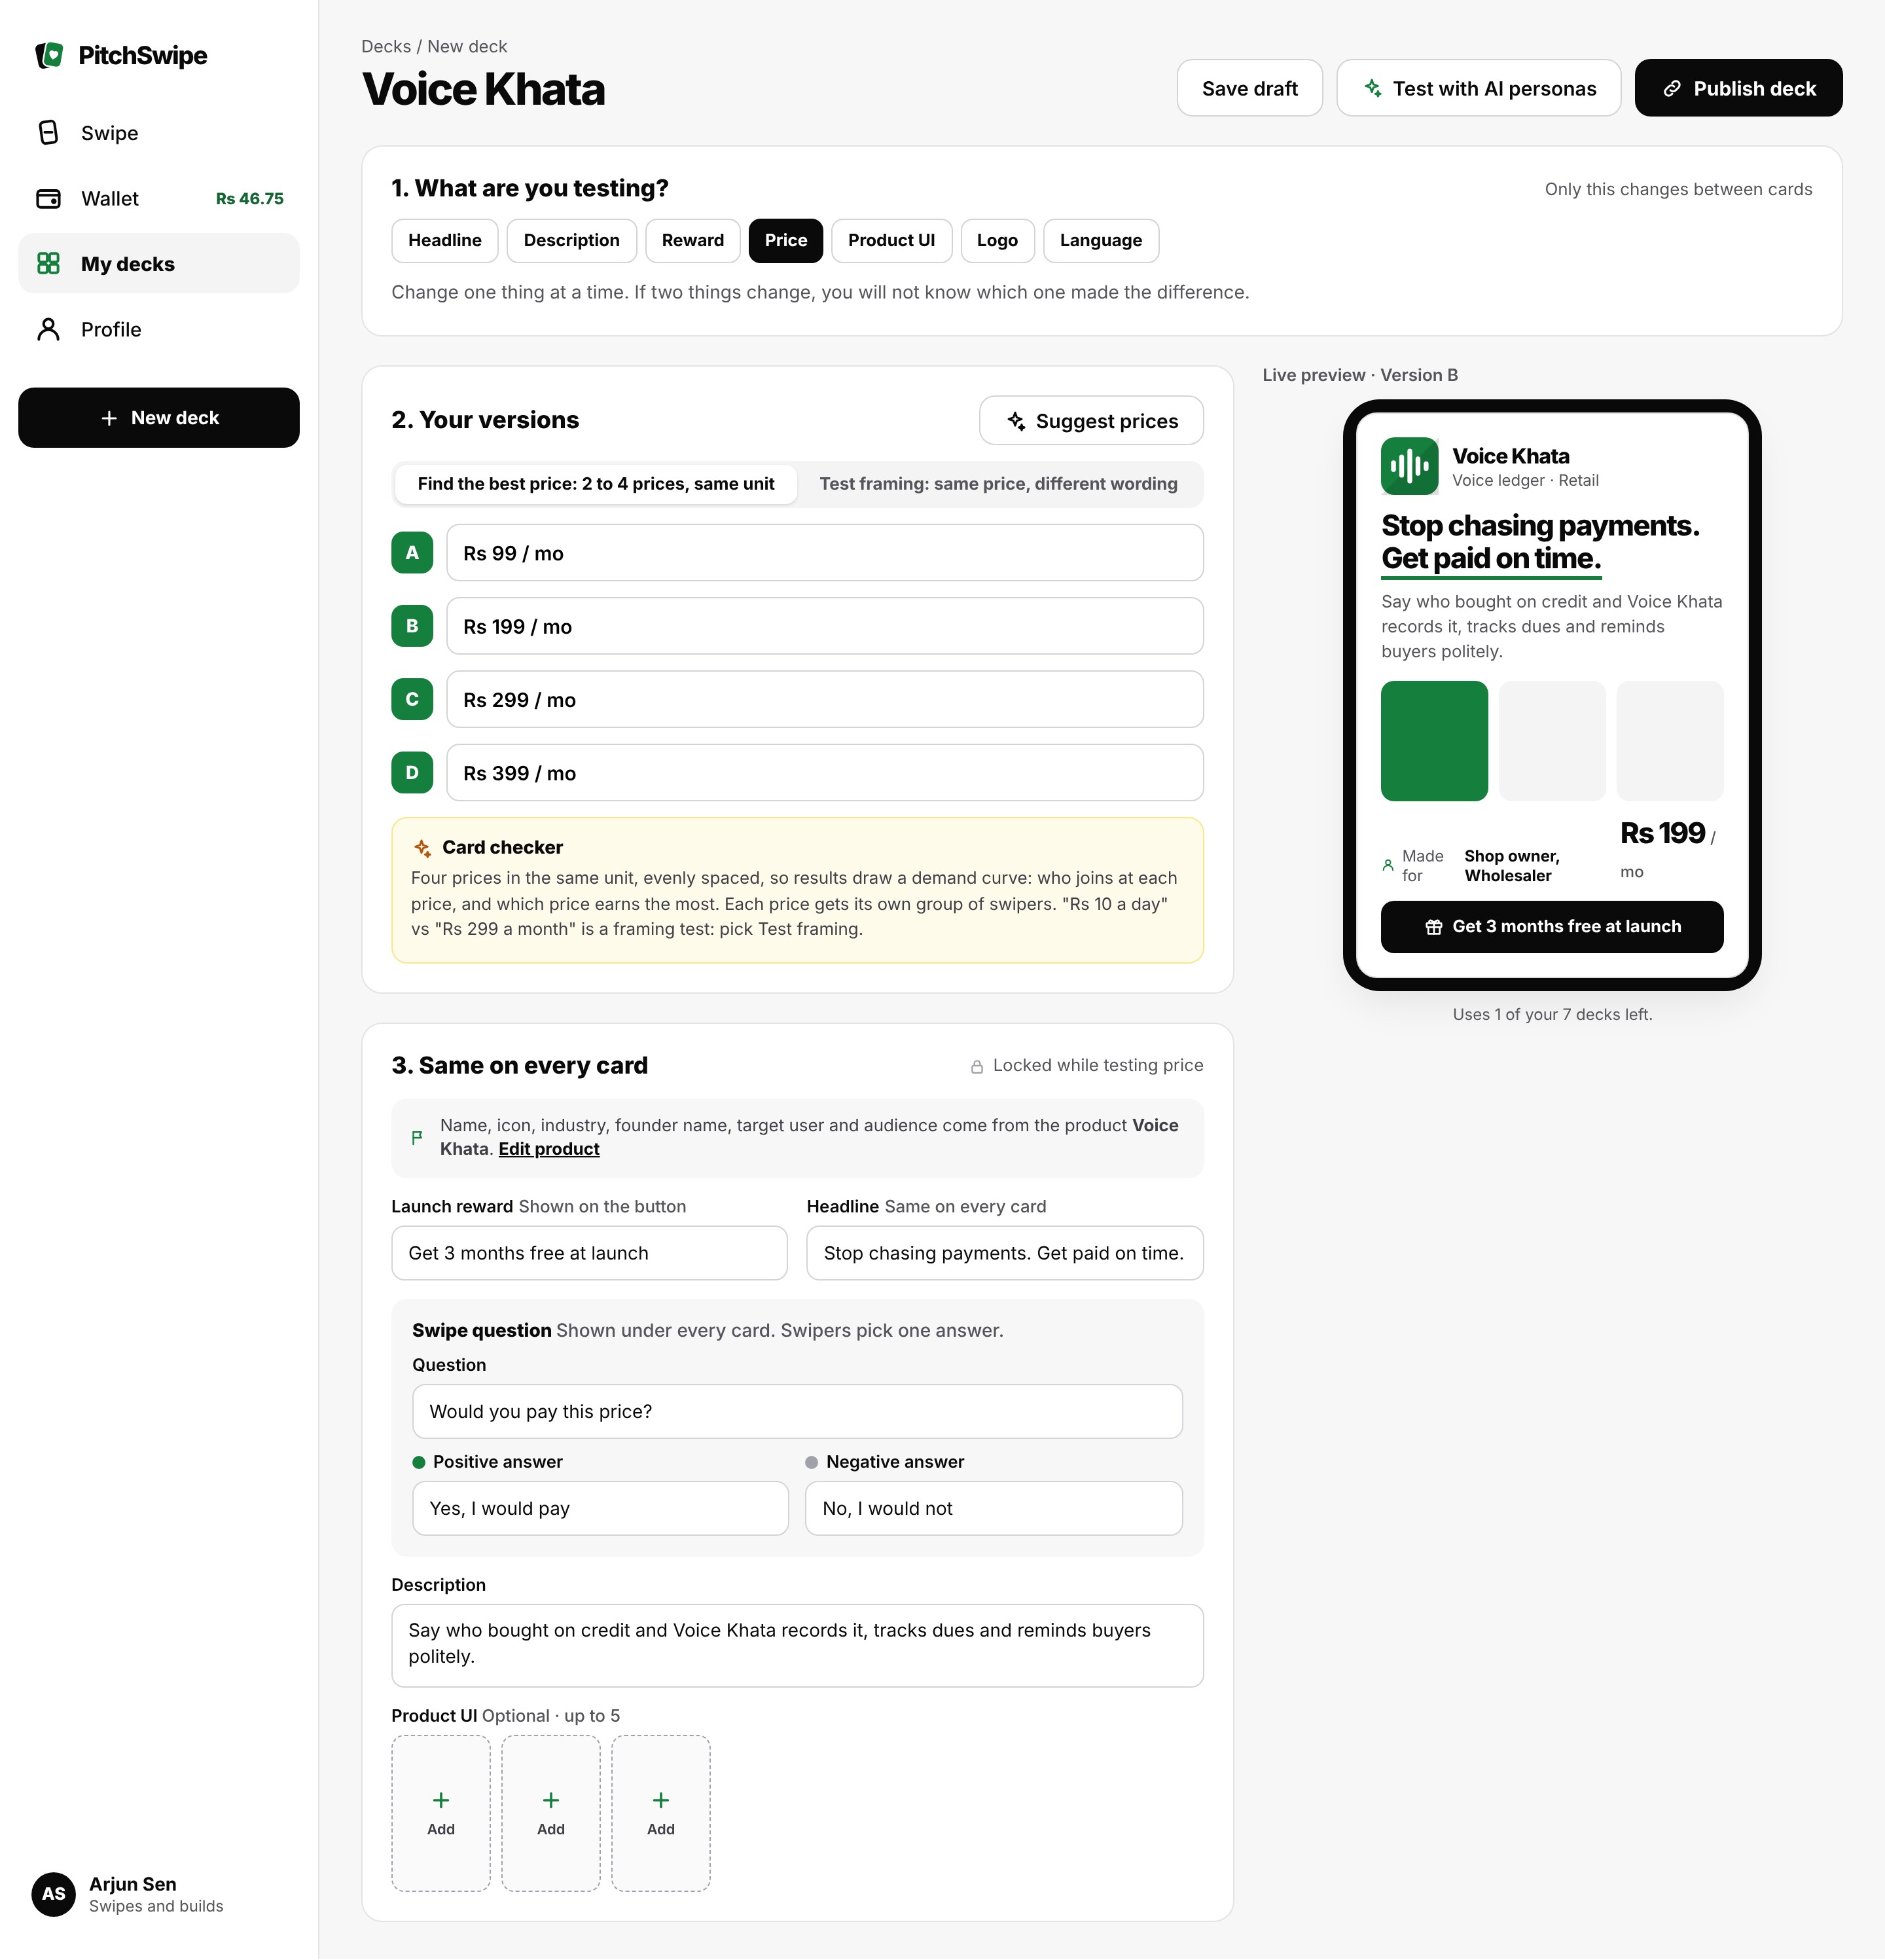 PitchSwipe
Swipe
Wallet Rs 46.75
My decks
Profile
New deck
AS
Arjun Sen
Swipes and builds
Decks / New deck
Voice Khata
Save draft
Test with AI personas
Publish deck
1. What are you testing?
Only this changes between cards
Headline Description Reward Price Product UI Logo Language
Change one thing at a time. If two things change, you will not know which one made the difference.
2. Your versions
Suggest prices
Find the best price: 2 to 4 prices, same unit
Test framing: same price, different wording
A Rs 99 / mo
B Rs 199 / mo
C Rs 299 / mo
D Rs 399 / mo
Card checker
Four prices in the same unit, evenly spaced, so results draw a demand curve: who joins at each
price, and which price earns the most. Each price gets its own group of swipers. "Rs 10 a day"
vs "Rs 299 a month" is a framing test: pick Test framing.
Live preview · Version B
Voice Khata
Voice ledger · Retail
Stop chasing payments.
Get paid on time.
Say who bought on credit and Voice Khata
records it, tracks dues and reminds
buyers politely.
Made
for
Shop owner,
Wholesaler
Rs 199 /
mo
Get 3 months free at launch
Uses 1 of your 7 decks left.
3. Same on every card
Locked while testing price
Name, icon, industry, founder name, target user and audience come from the product Voice
Khata. Edit product
Launch reward Shown on the button
Get 3 months free at launch
Headline Same on every card
Stop chasing payments. Get paid on time.
Swipe question Shown under every card. Swipers pick one answer.
Question
Would you pay this price?
Positive answer
Yes, I would pay
Negative answer
No, I would not
Description
Say who bought on credit and Voice Khata records it, tracks dues and reminds buyers
politely.
Product UI Optional · up to 5
Add
Add
Add